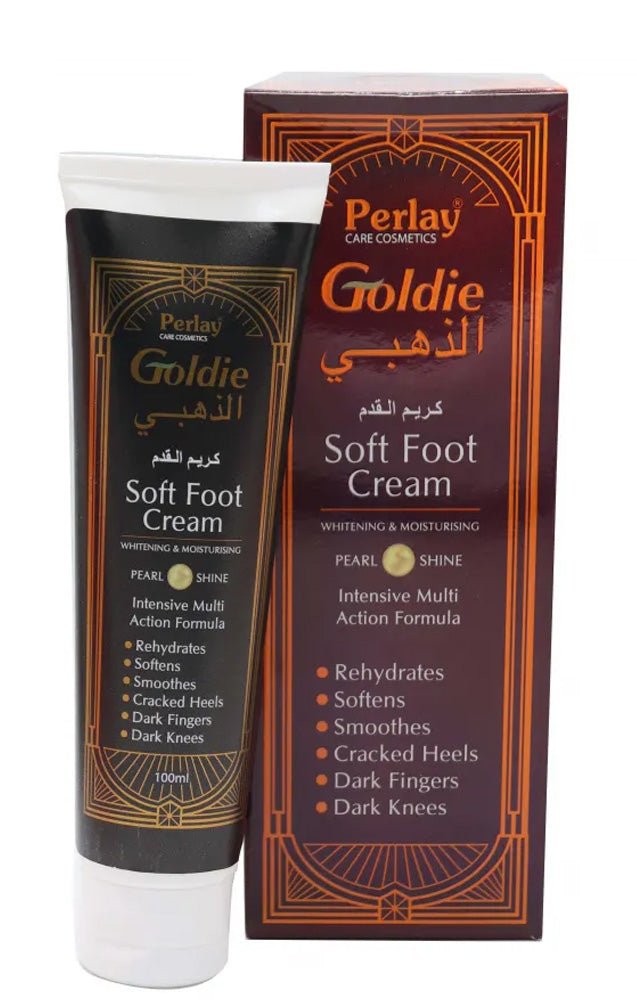 Perlay
CARE COSMETICS
Goldie
الذهبي
كريم القدم
Soft Foot
Cream
WHITENING & MOISTURISING
PEARL SHINE
Intensive Multi
Action Formula
• Rehydrates
• Softens
• Smoothes
• Cracked Heels
• Dark Fingers
• Dark Knees
100ml
Perlay®
CARE COSMETICS
Goldie
الذهبي
كريم القدم
Soft Foot
Cream
WHITENING & MOISTURISING
PEARL SHINE
Intensive Multi
Action Formula
• Rehydrates
• Softens
• Smoothes
• Cracked Heels
• Dark Fingers
• Dark Knees